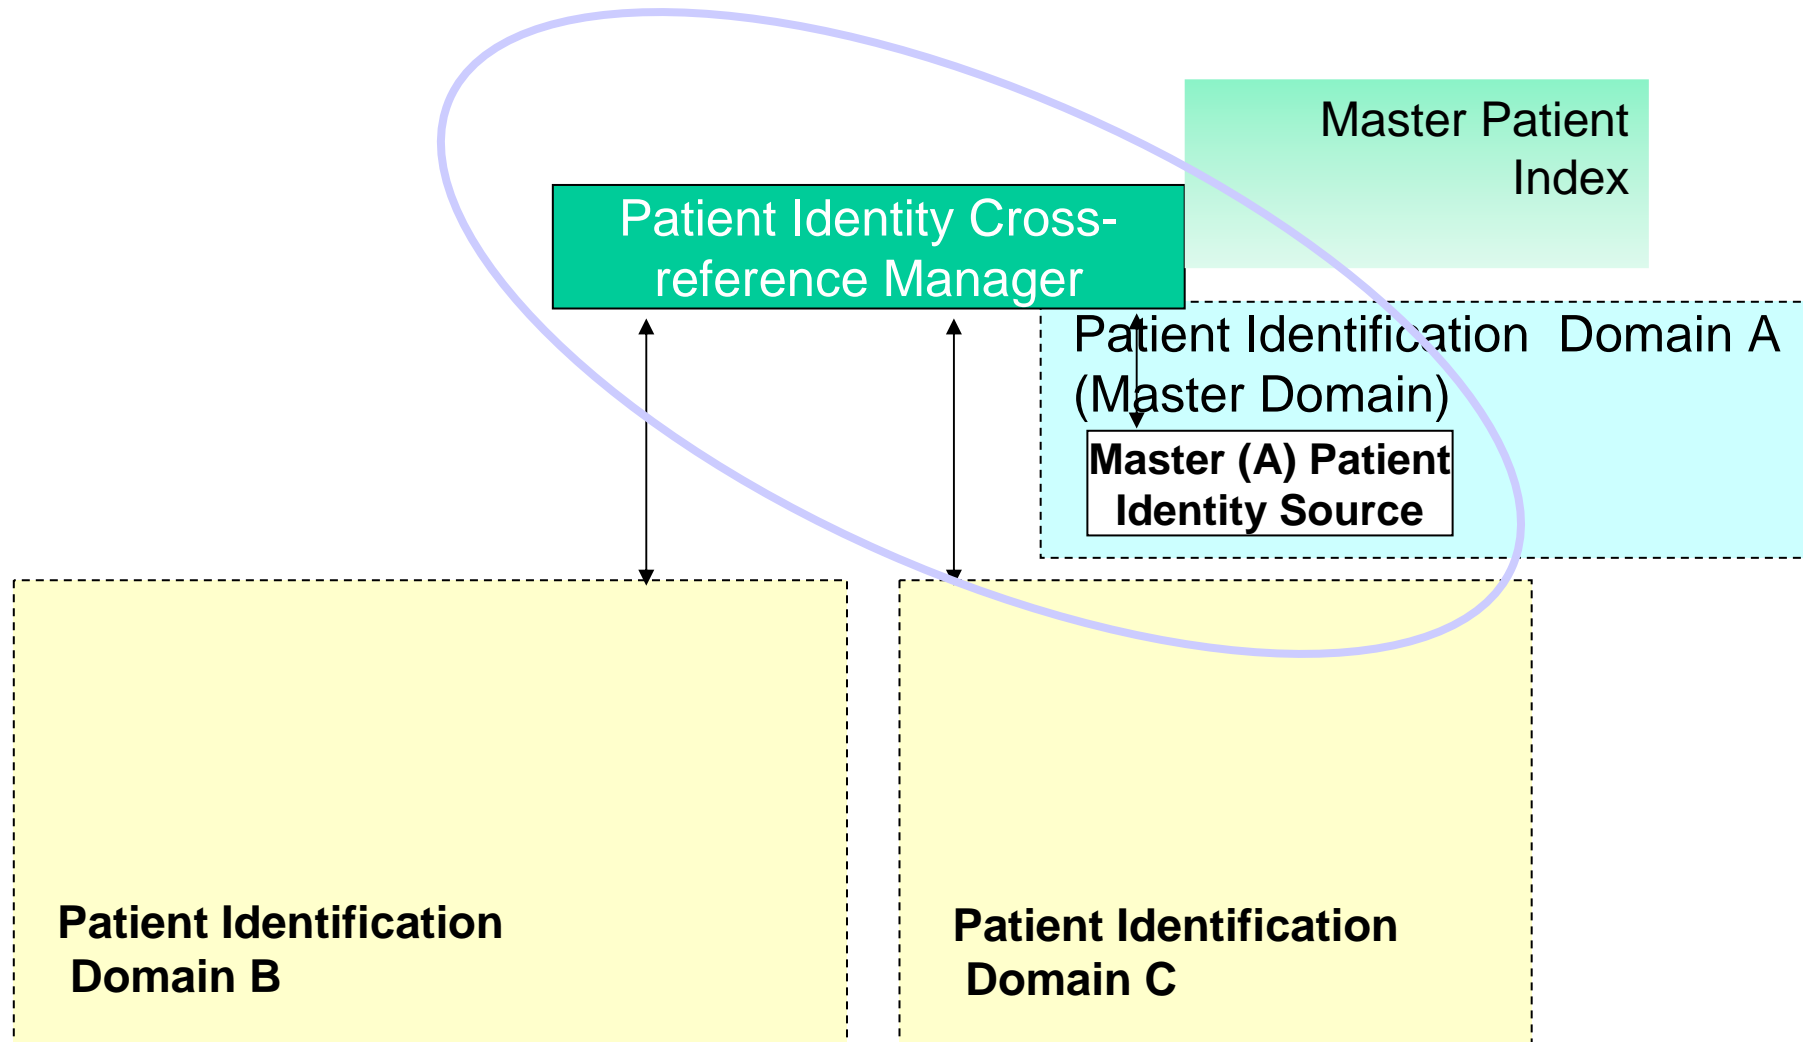 Master Patient
Index
Patient Identity Cross-
reference Manager
Patient Identification  Domain A
(Master Domain)
Master (A) Patient
Identity Source
Patient Identification
Domain B
Patient Identification
Domain C